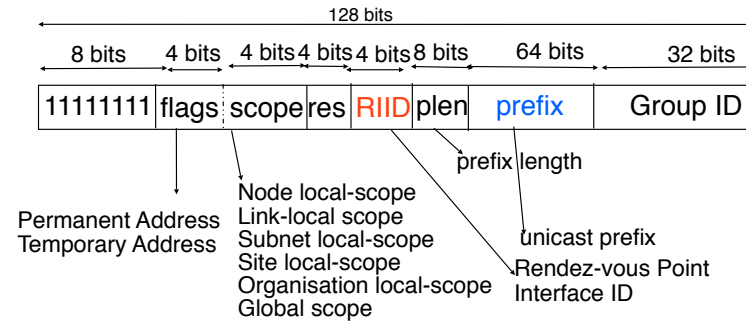 128 bits
8 bits 4 bits 4 bits 4 bits 4 bits 8 bits 64 bits 32 bits
11111111 flags scope res RIID plen prefix Group ID
prefix length
Permanent Address
Temporary Address
Node local-scope
Link-local scope
Subnet local-scope
Site local-scope
Organisation local-scope
Global scope
unicast prefix
Rendez-vous Point
Interface ID